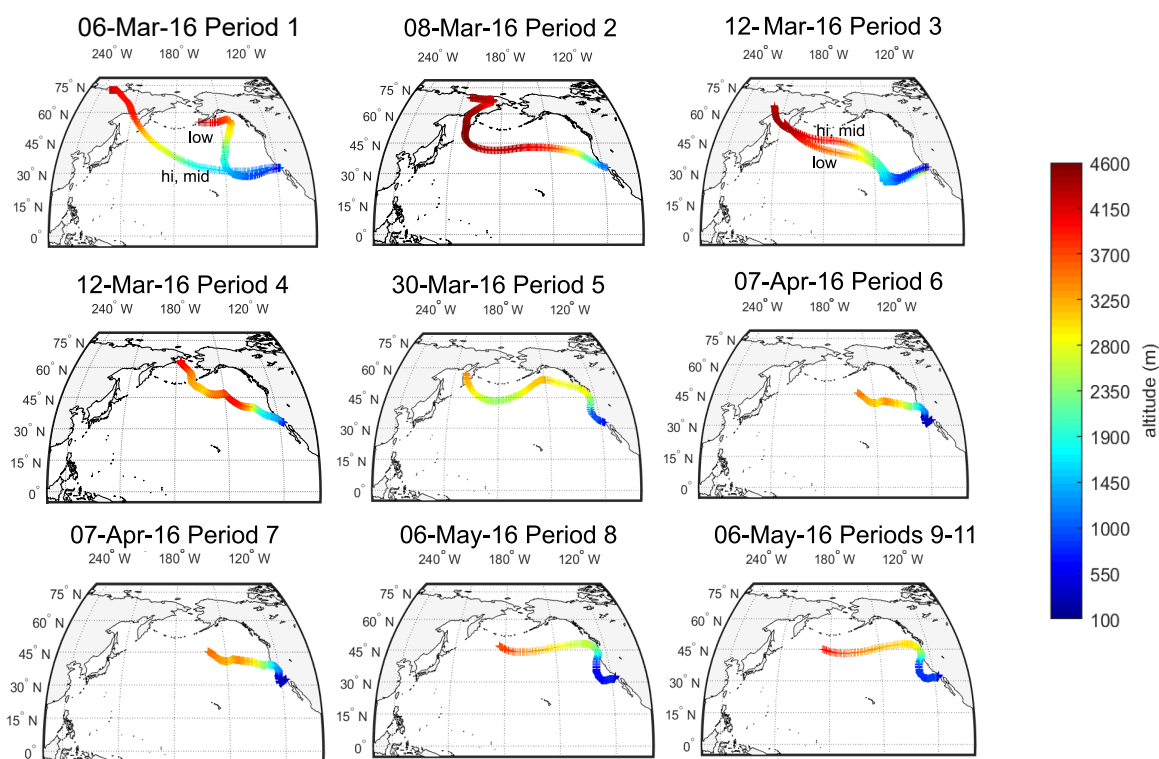 06-Mar-16 Period 1
240° W 180° W 120° W
75° N
60° N
45° N
30° N
15° N
0°
low
hi, mid
08-Mar-16 Period 2
240° W 180° W 120° W
75° N
60° N
45° N
30° N
15° N
0°
12- Mar-16 Period 3
240° W 180° W 120° W
75° N
60° N
45° N
30° N
15° N
0°
hi, mid
low
12-Mar-16 Period 4
240° W 180° W 120° W
75° N
60° N
45° N
30° N
15° N
0°
30-Mar-16 Period 5
240° W 180° W 120° W
75° N
60° N
45° N
30° N
15° N
0°
07-Apr-16 Period 6
240° W 180° W 120° W
75° N
60° N
45° N
30° N
15° N
0°
07-Apr-16 Period 7
240° W 180° W 120° W
75° N
60° N
45° N
30° N
15° N
0°
06-May-16 Period 8
240° W 180° W 120° W
75° N
60° N
45° N
30° N
15° N
0°
06-May-16 Periods 9-11
240° W 180° W 120° W
75° N
60° N
45° N
30° N
15° N
0°
4600
4150
3700
3250
2800
2350
1900
1450
1000
550
100
altitude (m)